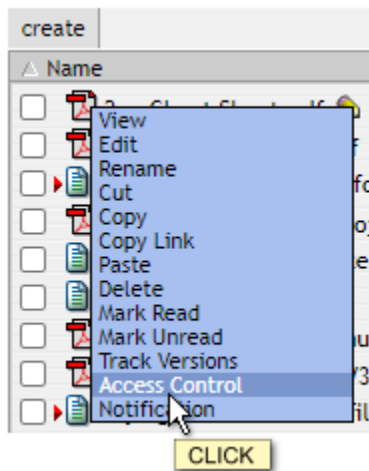 create
Name
View
Edit
Rename
Cut
Copy
Copy Link
Paste
Delete
Mark Read
Mark Unread
Track Versions
Access Control
Notification
CLICK